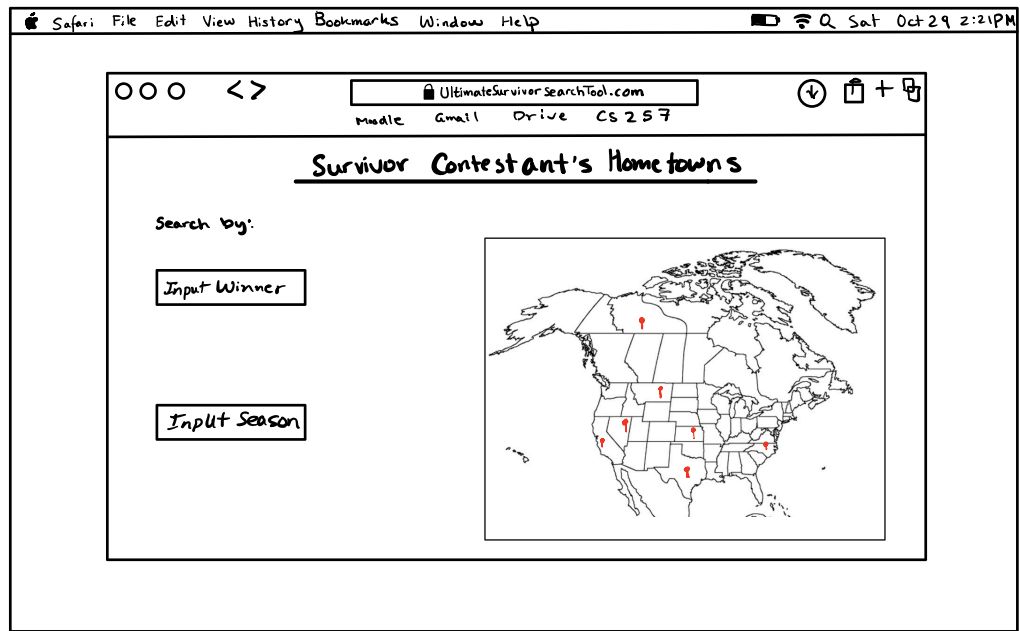 Safari File Edit View History Bookmarks Window Help Sat Oct 29 2:21PM
< >
UltimateSurvivorSearchTool.com
Moodle Gmail Drive CS257
Survivor Contestant's Hometowns
Search by:
Input Winner
Input Season